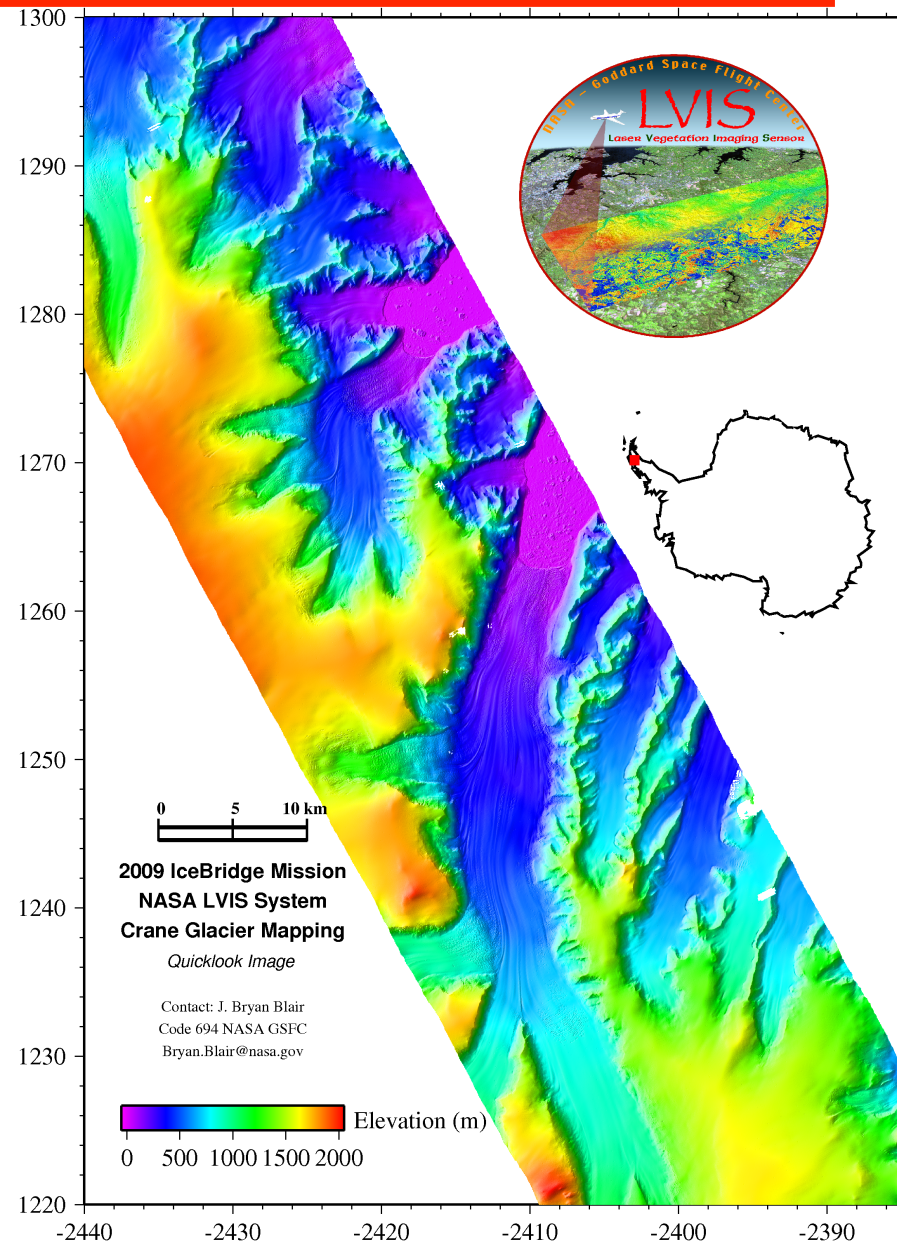 1300
1290
1280
1270
1260
1250
1240
1230
1220
-2440
-2430
-2420
-2410
-2400
-2390
NASA – Goddard Space Flight Center
LVIS
Laser Vegetation Imaging Sensor
0 5 10 km
2009 IceBridge Mission
NASA LVIS System
Crane Glacier Mapping
Quicklook Image
Contact: J. Bryan Blair
Code 694 NASA GSFC
Bryan.Blair@nasa.gov
Elevation (m)
0 500 1000 1500 2000